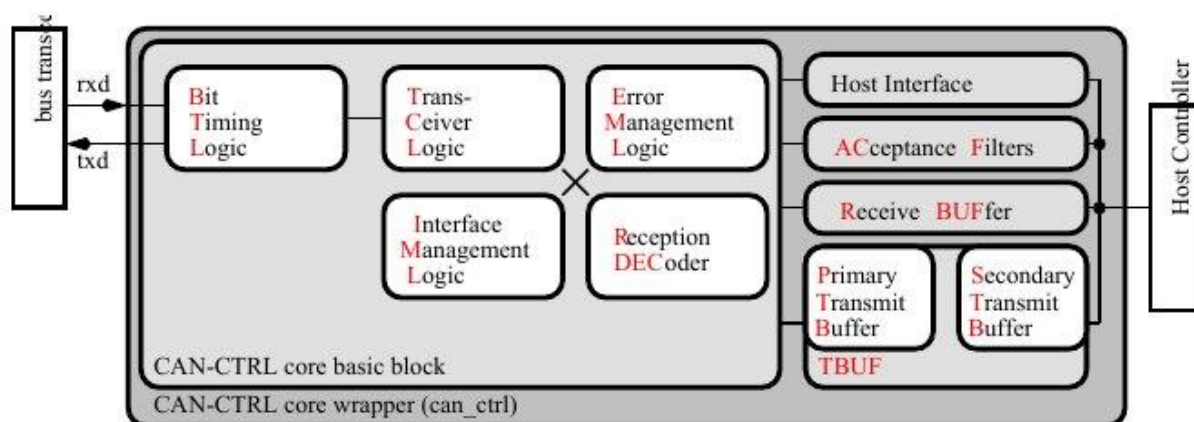 bus
rxd
txd
Bit
Timing
Logic
Trans-
Ceiver
Logic
Error
Management
Logic
Interface
Management
Logic
Reception
DECoder
CAN-CTRL core basic block
CAN-CTRL core wrapper (can_ctrl)
Host Interface
ACceptance Filters
Receive BUFfer
Primary
Transmit
Buffer
Secondary
Transmit
Buffer
TBUF
Host Controller